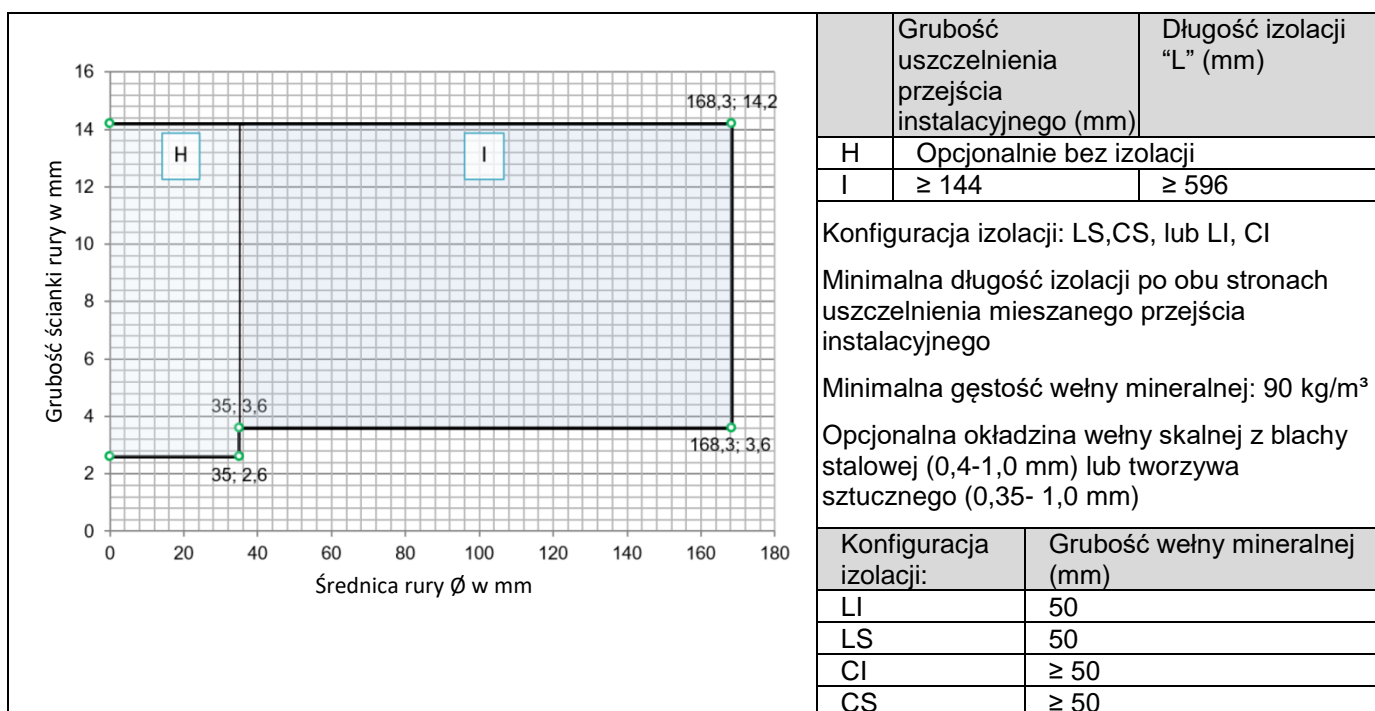 16
14
12
10
8
6
4
2
0
Grubość ścianki rury w mm
168,3; 14,2
H
I
35; 3,6
35; 2,6
168,3; 3,6
0 20 40 60 80 100 120 140 160 180
Średnica rury Ø w mm
Grubość
uszczelnienia
przejścia
instalacyjnego (mm)
Długość izolacji
“L” (mm)
H Opcjonalnie bez izolacji
I ≥ 144 ≥ 596
Konfiguracja izolacji: LS,CS, lub LI, CI
Minimalna długość izolacji po obu stronach
uszczelnienia mieszanego przejścia
instalacyjnego
Minimalna gęstość wełny mineralnej: 90 kg/m³
Opcjonalna okładzina wełny skalnej z blachy
stalowej (0,4-1,0 mm) lub tworzywa
sztucznego (0,35- 1,0 mm)
Konfiguracja
izolacji:
Grubość wełny mineralnej
(mm)
LI 50
LS 50
CI ≥ 50
CS ≥ 50